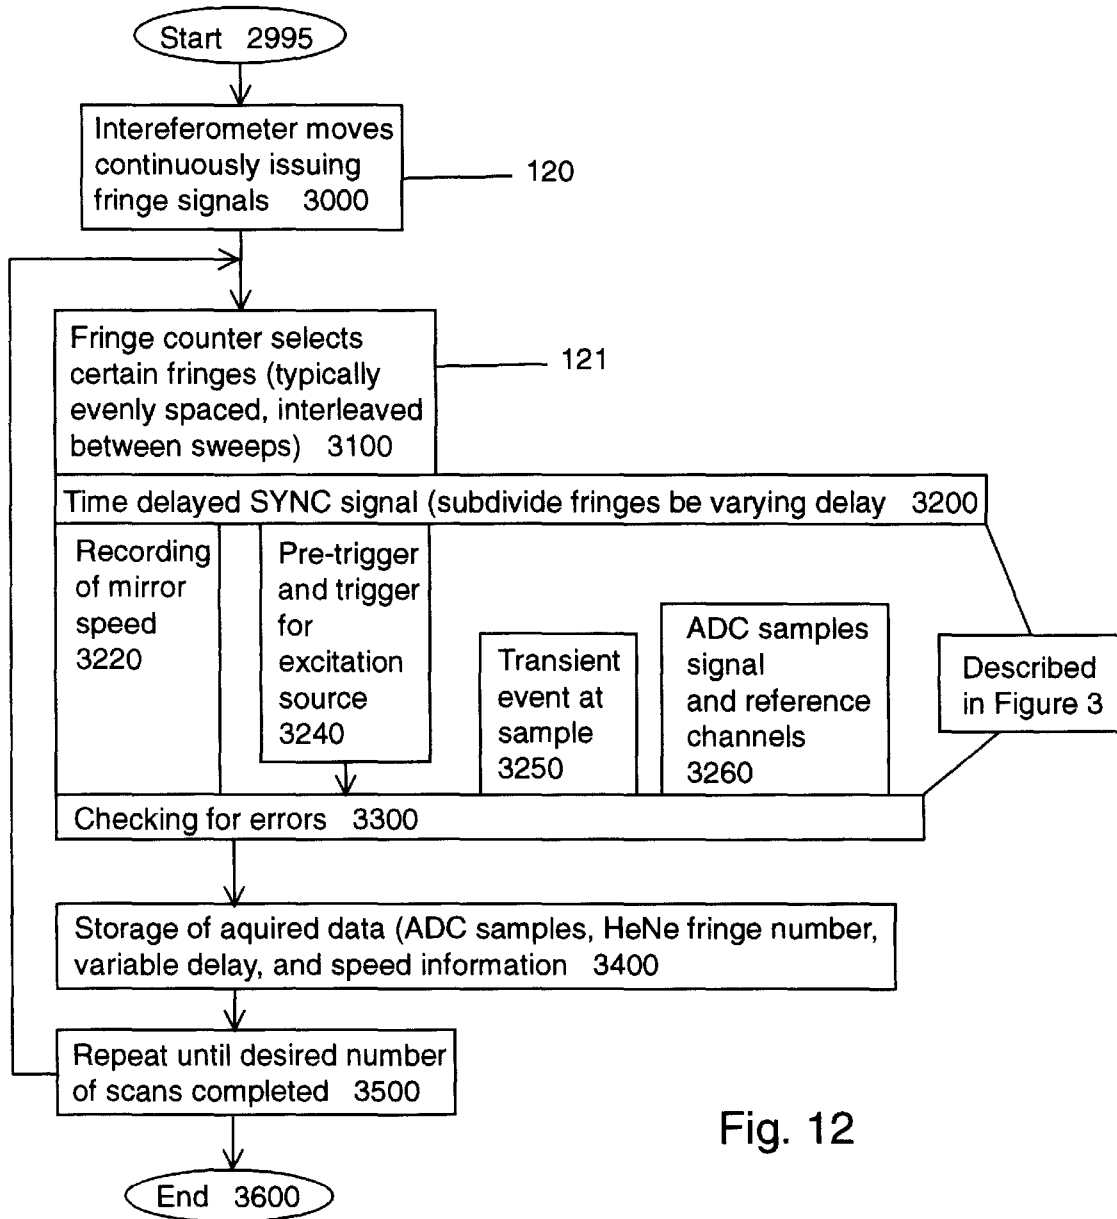 Start 2995
Intereferometer moves
continuously issuing
fringe signals 3000
120
Fringe counter selects
certain fringes (typically
evenly spaced, interleaved
between sweeps) 3100
121
Time delayed SYNC signal (subdivide fringes be varying delay 3200
Recording
of mirror
speed
3220
Pre-trigger
and trigger
for
excitation
source
3240
Transient
event at
sample
3250
ADC samples
signal
and reference
channels
3260
Described
in Figure 3
Checking for errors 3300
Storage of aquired data (ADC samples, HeNe fringe number,
variable delay, and speed information 3400
Repeat until desired number
of scans completed 3500
End 3600
Fig. 12